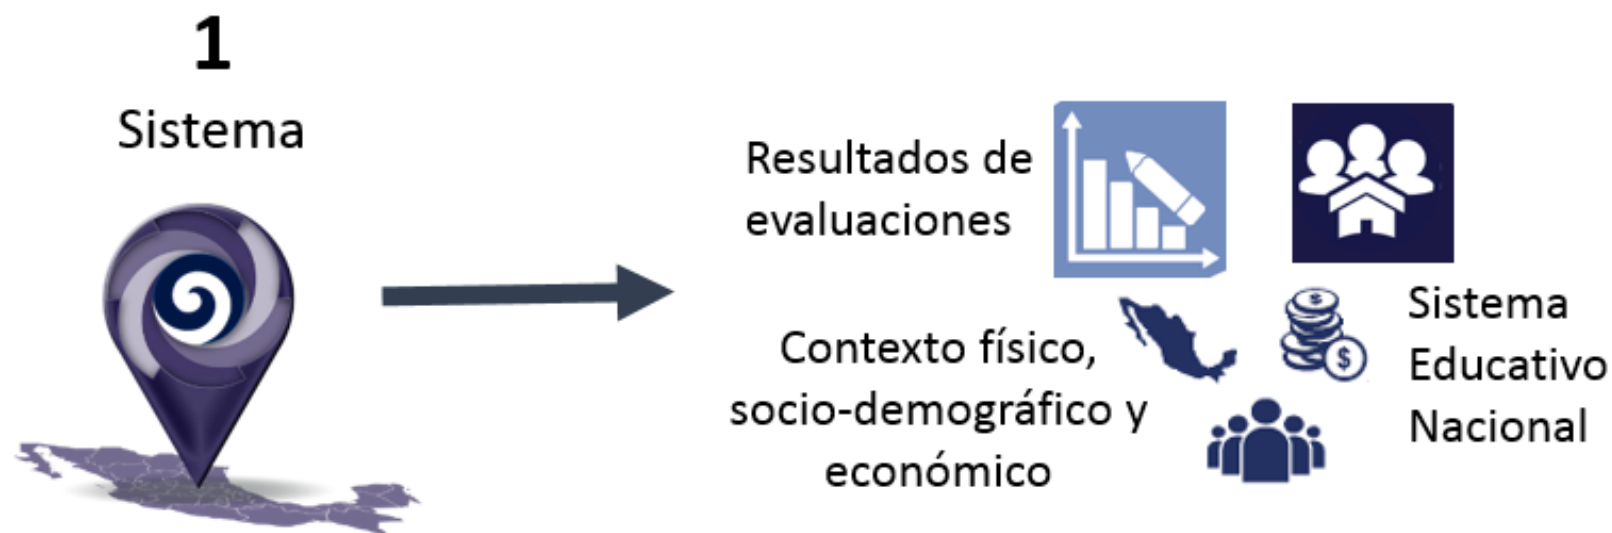 1
Sistema
Resultados de
evaluaciones
Contexto físico,
socio-demográfico y
económico
$
$
Sistema
Educativo
Nacional